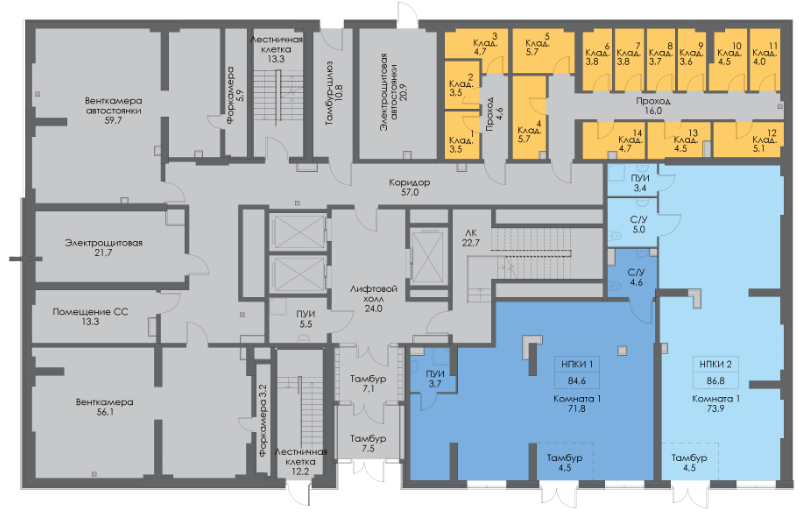 Венткамера
автостоянки
59.7
Форкамера
5.9
Лестничная
клетка
13.3
Тамбур-шлюз
10.8
Электрощитовая
автостоянки
20.9
3
Клад.
4.7
5
Клад.
5.7
2
Клад.
3.5
1
Клад.
3.5
Проход
4.6
4
Клад.
5.7
6
Клад.
3.8
7
Клад.
3.8
8
Клад.
3.7
9
Клад.
3.6
10
Клад.
4.5
11
Клад.
4.0
Проход
16.0
14
Клад.
4.7
13
Клад.
4.5
12
Клад.
5.1
Коридор
57.0
ПУИ
3.4
С/У
5.0
С/У
4.6
Электрощитовая
21.7
ЛК
22.7
Лифтовой
холл
24.0
Помещение СС
13.3
ПУИ
5.5
Венткамера
56.1
Форкамера 3.2
Лестничная
клетка
12.2
Тамбур
7.1
Тамбур
7.5
ПУИ
3.7
НПКИ 1
84.6
Комната 1
71.8
Тамбур
4.5
НПКИ 2
86.8
Комната 1
73.9
Тамбур
4.5